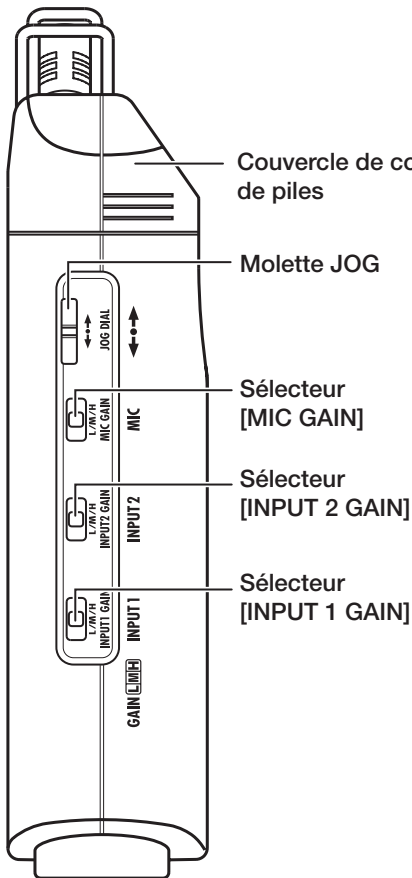 Couvercle de
de piles
Molette JOG
JOG DIAL
Sélecteur
[MIC GAIN]
L/M/H
MIC GAIN
MIC
Sélecteur
[INPUT 2 GAIN]
L/M/H
INPUT2 GAIN
INPUT 2
Sélecteur
[INPUT 1 GAIN]
L/M/H
INPUT1 GAIN
INPUT 1
GAIN L M H